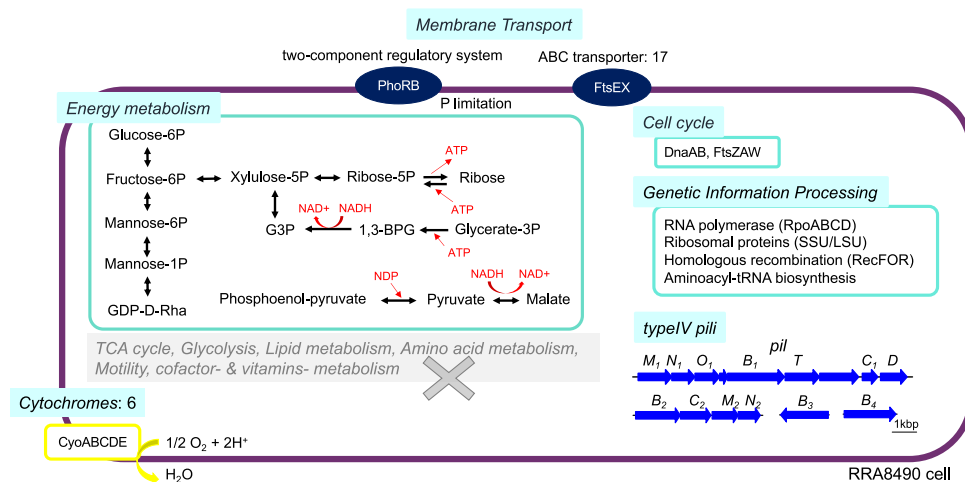 Membrane Transport
two-component regulatory system
ABC transporter: 17
PhoRB
FtsEX
P limitation
Energy metabolism
Glucose-6P
Fructose-6P
Xylulose-5P
Ribose-5P
ATP
Ribose
ATP
Mannose-6P
NAD+
NADH
G3P
1,3-BPG
Glycerate-3P
ATP
Mannose-1P
NDP
NADH
NAD+
Phosphoenol-pyruvate
Pyruvate
Malate
GDP-D-Rha
TCA cycle, Glycolysis, Lipid metabolism, Amino acid metabolism,
Motility, cofactor- & vitamins- metabolism
Cytochromes: 6
CyoABCDE
1/2 O₂ + 2H⁺
H₂O
Cell cycle
DnaAB, FtsZAW
Genetic Information Processing
RNA polymerase (RpoABCD)
Ribosomal proteins (SSU/LSU)
Homologous recombination (RecFOR)
Aminoacyl-tRNA biosynthesis
typeIV pili
pil
M₁ N₁ O₁ B₁ T C₁ D
B₂ C₂ M₂ N₂ B₃ B₄
1kbp
RRA8490 cell